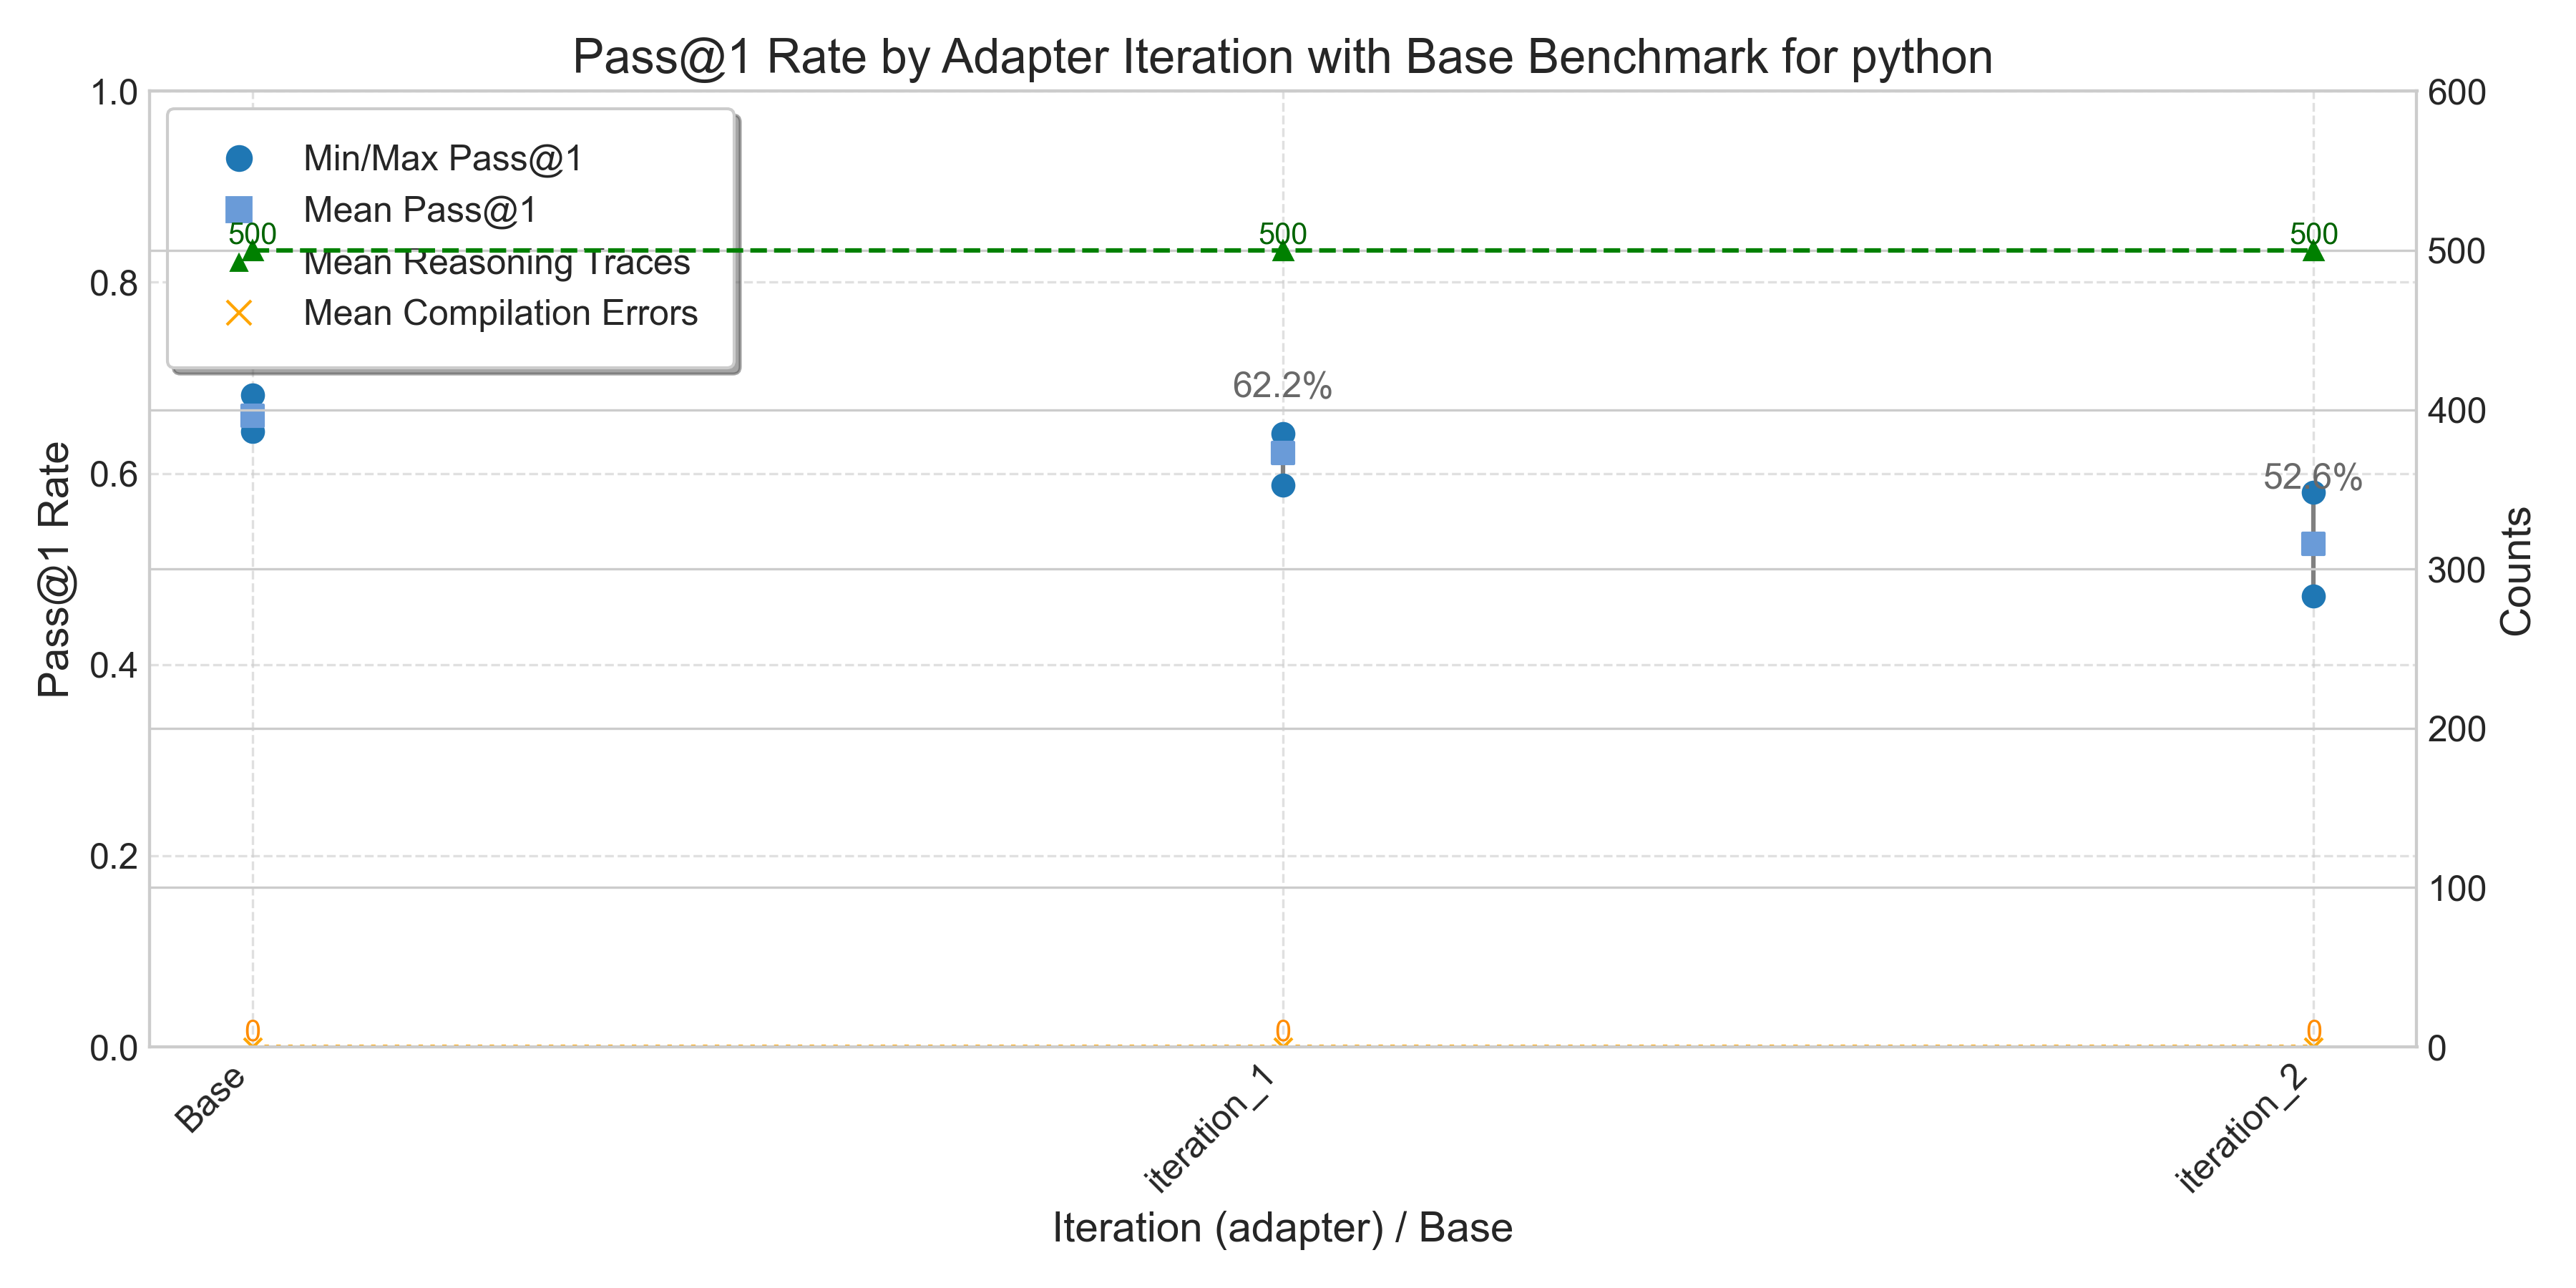 Pass@1 Rate by Adapter Iteration with Base Benchmark for python
1.0
0.8
0.6
0.4
0.2
0.0
Pass@1 Rate
Min/Max Pass@1
Mean Pass@1
Mean Reasoning Traces
Mean Compilation Errors
500
500
500
62.2%
52.6%
0
0
0
600
500
400
300
200
100
0
Counts
Base
iteration_1
iteration_2
Iteration (adapter) / Base